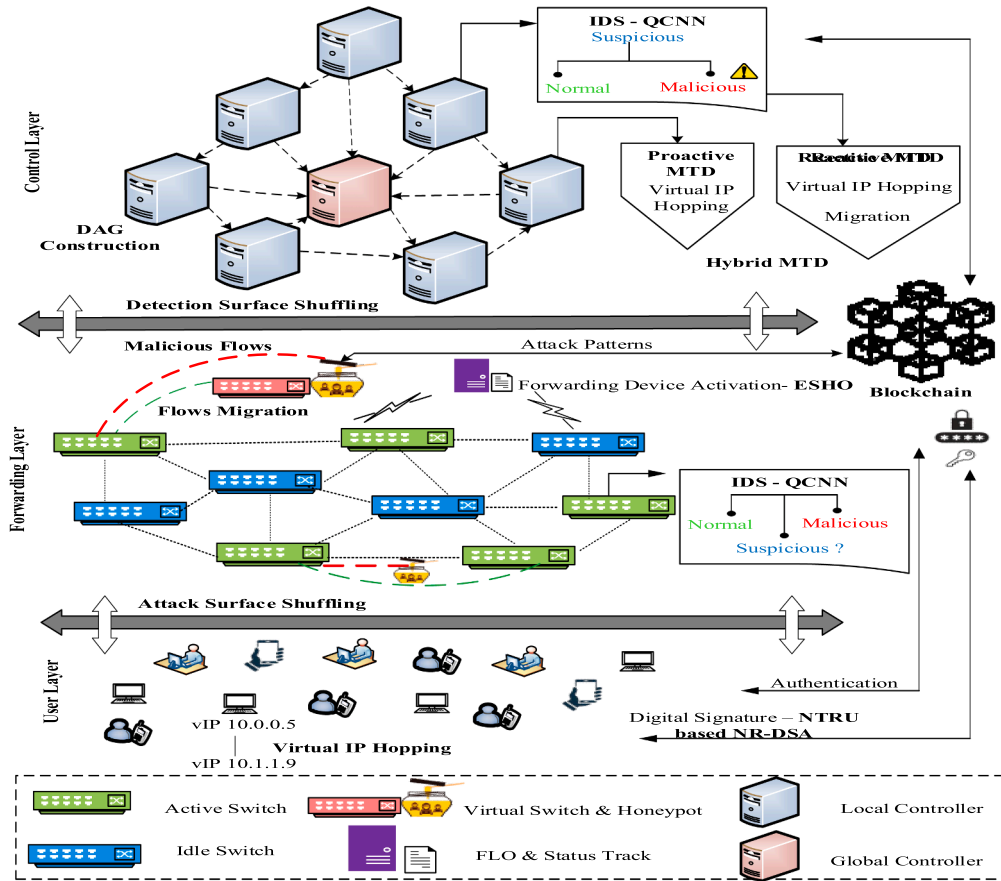 IDS - QCNN
Suspicious
Normal
Malicious
Control Layer
Proactive
MTD
Virtual IP
Hopping
Reactive MTD
Virtual IP Hopping
Migration
DAG
Construction
Hybrid MTD
Detection Surface Shuffling
Malicious Flows
Attack Patterns
Forwarding Device Activation- ESHO
Flows Migration
Blockchain
****
Forwarding Layer
IDS - QCNN
Normal
Malicious
Suspicious ?
Attack Surface Shuffling
User Layer
Authentication
vIP 10.0.0.5
Digital Signature – NTRU
based NR-DSA
Virtual IP Hopping
vIP 10.1.1.9
Active Switch
Virtual Switch & Honeypot
Local Controller
Idle Switch
FLO & Status Track
Global Controller